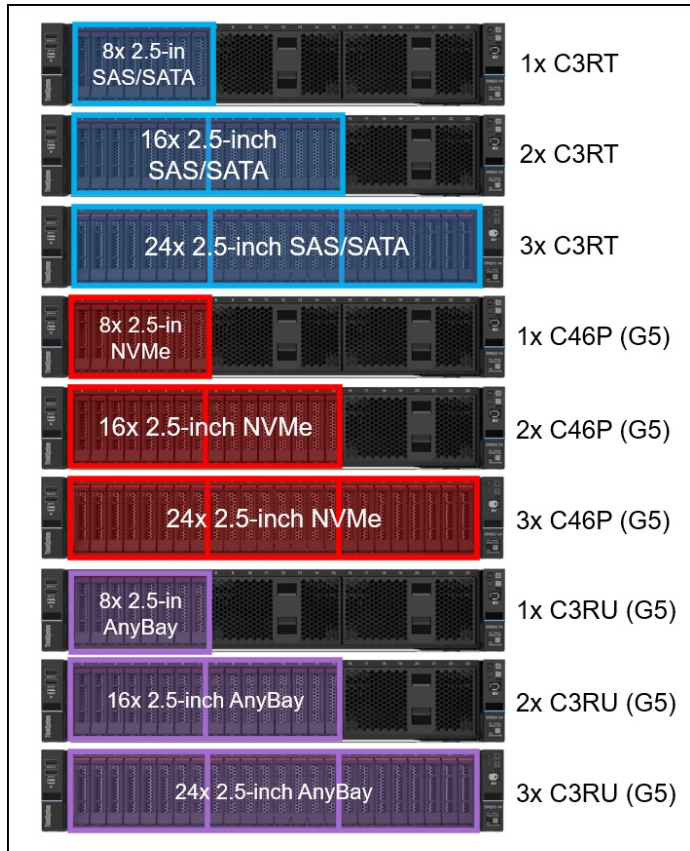 8x 2.5-in
SAS/SATA
1x C3RT
16x 2.5-inch
SAS/SATA
2x C3RT
24x 2.5-inch SAS/SATA
3x C3RT
8x 2.5-in
NVMe
1x C46P (G5)
16x 2.5-inch NVMe
2x C46P (G5)
24x 2.5-inch NVMe
3x C46P (G5)
8x 2.5-in
AnyBay
1x C3RU (G5)
16x 2.5-inch AnyBay
2x C3RU (G5)
24x 2.5-inch AnyBay
3x C3RU (G5)